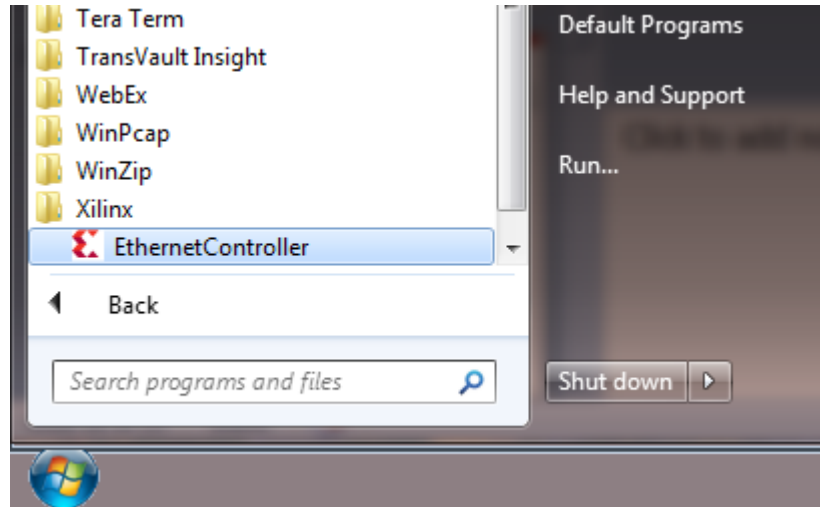 Tera Term
TransVault Insight
WebEx
WinPcap
WinZip
Xilinx
EthernetController
Back
Search programs and files
Default Programs
Help and Support
Run...
Shut down